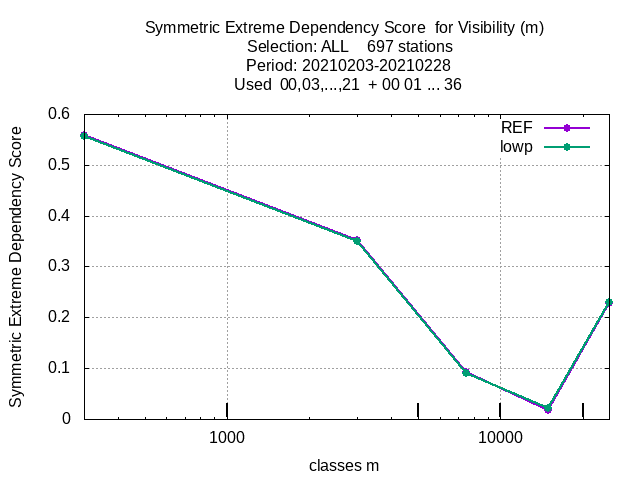 Symmetric Extreme Dependency Score  for Visibility (m)
Selection: ALL    697 stations
Period: 20210203-20210228
Used  00,03,...,21  + 00 01 ... 36
Symmetric Extreme Dependency Score
0.6
0.5
0.4
0.3
0.2
0.1
0
REF
lowp
1000
10000
classes m